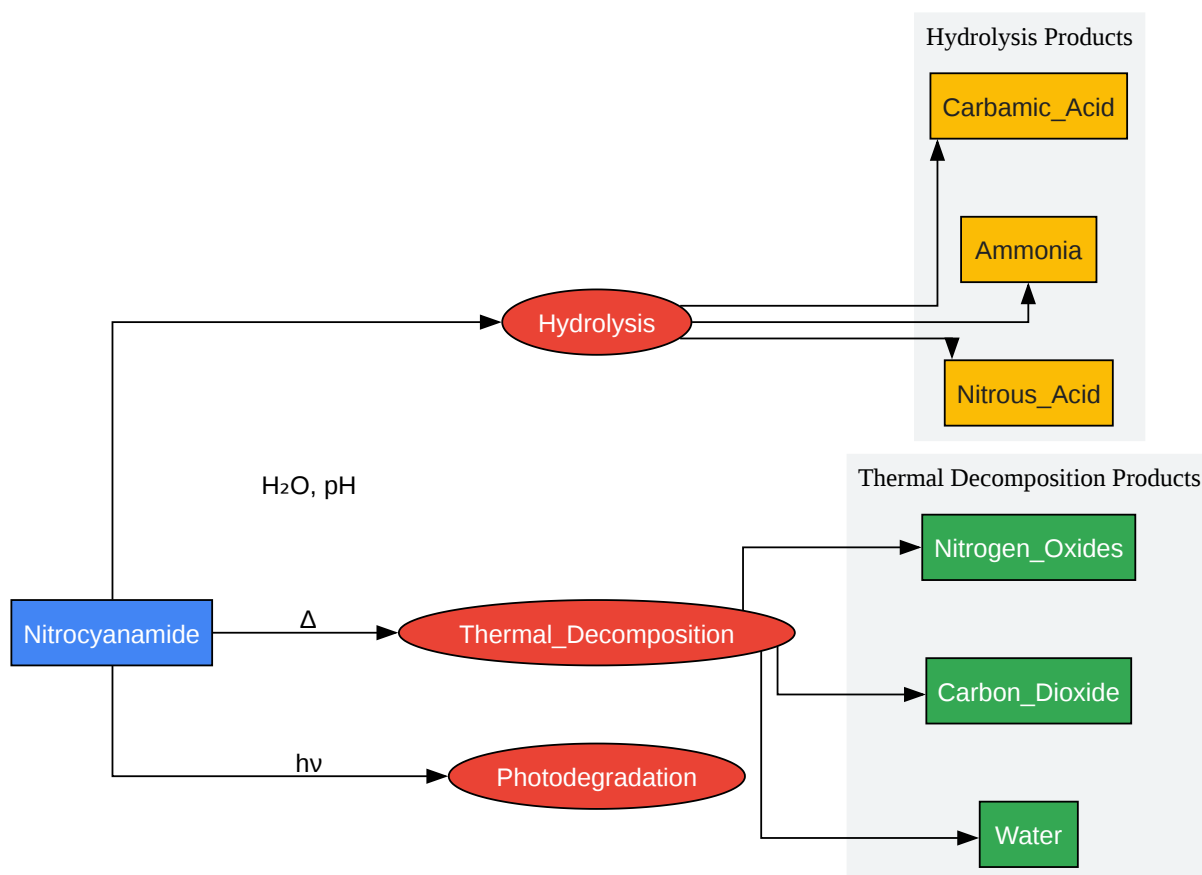 Hydrolysis Products
Carbamic_Acid
Ammonia
Hydrolysis
Nitrous_Acid
H₂O, pH
Thermal Decomposition Products
Nitrogen_Oxides
Nitrocyanamide
Δ
Thermal_Decomposition
Carbon_Dioxide
hν
Photodegradation
Water